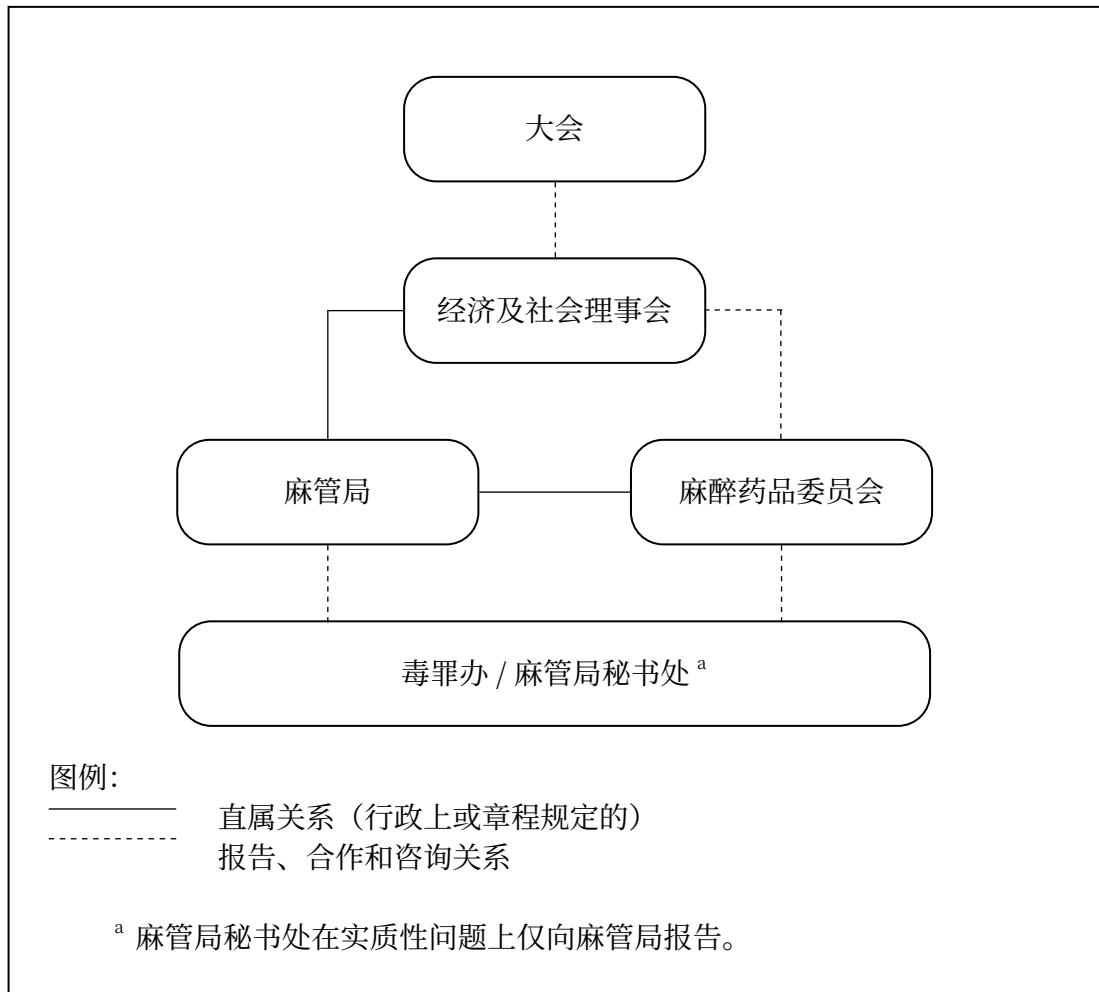 大会
经济及社会理事会
麻管局
麻醉药品委员会
毒罪办 / 麻管局秘书处 a
图例：
直属关系（行政上或章程规定的）
报告、合作和咨询关系
a 麻管局秘书处在实质性问题上仅向麻管局报告。